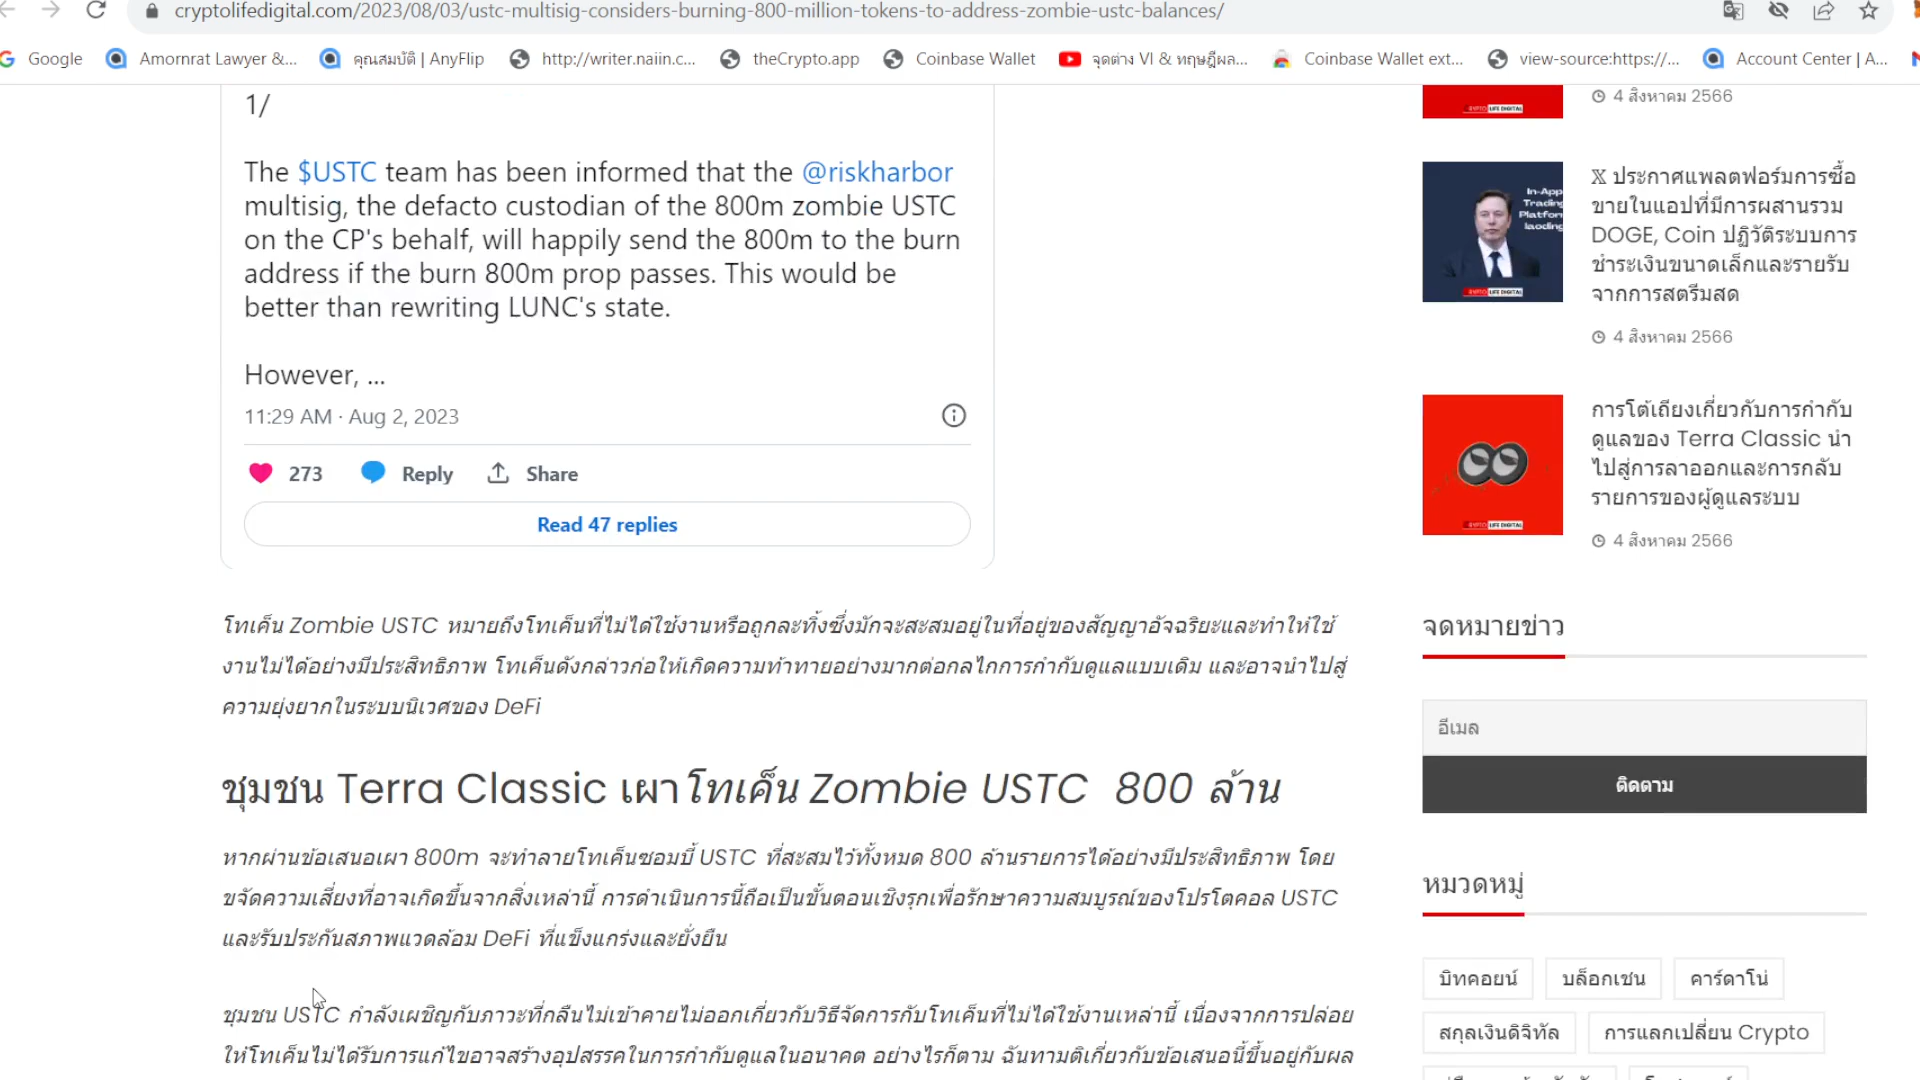 cryptolifedigital.com/2023/08/03/ustc-multisig-considers-burning-800-million-tokens-to-address-zombie-ustc-balances/
Google
Amornrat Lawyer &...
คุณสมบัติ | AnyFlip
http://writer.naiin.c...
theCrypto.app
Coinbase Wallet
จุดต่าง VI & ทฤษฎีผล...
Coinbase Wallet ext...
view-source:https://...
Account Center | A...
1/
The $USTC team has been informed that the @riskharbor
multisig, the defacto custodian of the 800m zombie USTC
on the CP's behalf, will happily send the 800m to the burn
address if the burn 800m prop passes. This would be
better than rewriting LUNC's state.
However, ...
11:29 AM · Aug 2, 2023
273
Reply
Share
Read 47 replies
โทเค็น Zombie USTC หมายถึงโทเค็นที่ไม่ได้ใช้งานหรือถูกละทิ้งซึ่งมักจะสะสมอยู่ในที่อยู่ของสัญญาอัจฉริยะและทำให้ใช้
งานไม่ได้อย่างมีประสิทธิภาพ โทเค็นดังกล่าวก่อให้เกิดความท้าทายอย่างมากต่อกลไกการกำกับดูแลแบบเดิม และอาจนำไปสู่
ความยุ่งยากในระบบนิเวศของ DeFi
ชุมชน Terra Classic เผาโทเค็น Zombie USTC 800 ล้าน
หากผ่านข้อเสนอเผา 800m จะทำลายโทเค็นซอมบี้ USTC ที่สะสมไว้ทั้งหมด 800 ล้านรายการได้อย่างมีประสิทธิภาพ โดย
ขจัดความเสี่ยงที่อาจเกิดขึ้นจากสิ่งเหล่านี้ การดำเนินการนี้ถือเป็นขั้นตอนเชิงรุกเพื่อรักษาความสมบูรณ์ของโปรโตคอล USTC
และรับประกันสภาพแวดล้อม DeFi ที่แข็งแกร่งและยั่งยืน
ชุมชน USTC กำลังเผชิญกับภาวะที่กลืนไม่เข้าคายไม่ออกเกี่ยวกับวิธีจัดการกับโทเค็นที่ไม่ได้ใช้งานเหล่านี้ เนื่องจากการปล่อย
ให้โทเค็นไม่ได้รับการแก้ไขอาจสร้างอุปสรรคในการกำกับดูแลในอนาคต อย่างไรก็ตาม ฉันทามติเกี่ยวกับข้อเสนอนี้ขึ้นอยู่กับผล
CRYPTO LIFE DIGITAL
4 สิงหาคม 2566
In-App
Trading
Platform
laoding
CRYPTO LIFE DIGITAL
𝕏 ประกาศแพลตฟอร์มการซื้อ
ขายในแอปที่มีการผสานรวม
DOGE, Coin ปฏิวัติระบบการ
ชำระเงินขนาดเล็กและรายรับ
จากการสตรีมสด
4 สิงหาคม 2566
CRYPTO LIFE DIGITAL
การโต้เถียงเกี่ยวกับการกำกับ
ดูแลของ Terra Classic นำ
ไปสู่การลาออกและการกลับ
รายการของผู้ดูแลระบบ
4 สิงหาคม 2566
จดหมายข่าว
อีเมล
ติดตาม
หมวดหมู่
บิทคอยน์
บล็อกเชน
คาร์ดาโน่
สกุลเงินดิจิทัล
การแลกเปลี่ยน Crypto